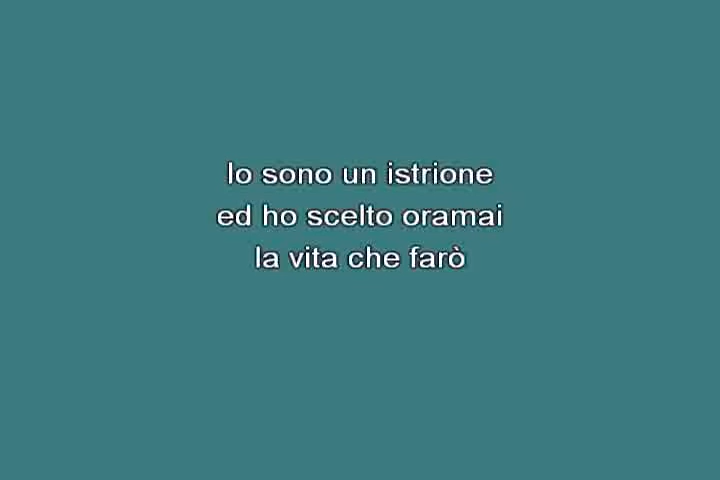 Io sono un istrione
ed ho scelto oramai
la vita che farò